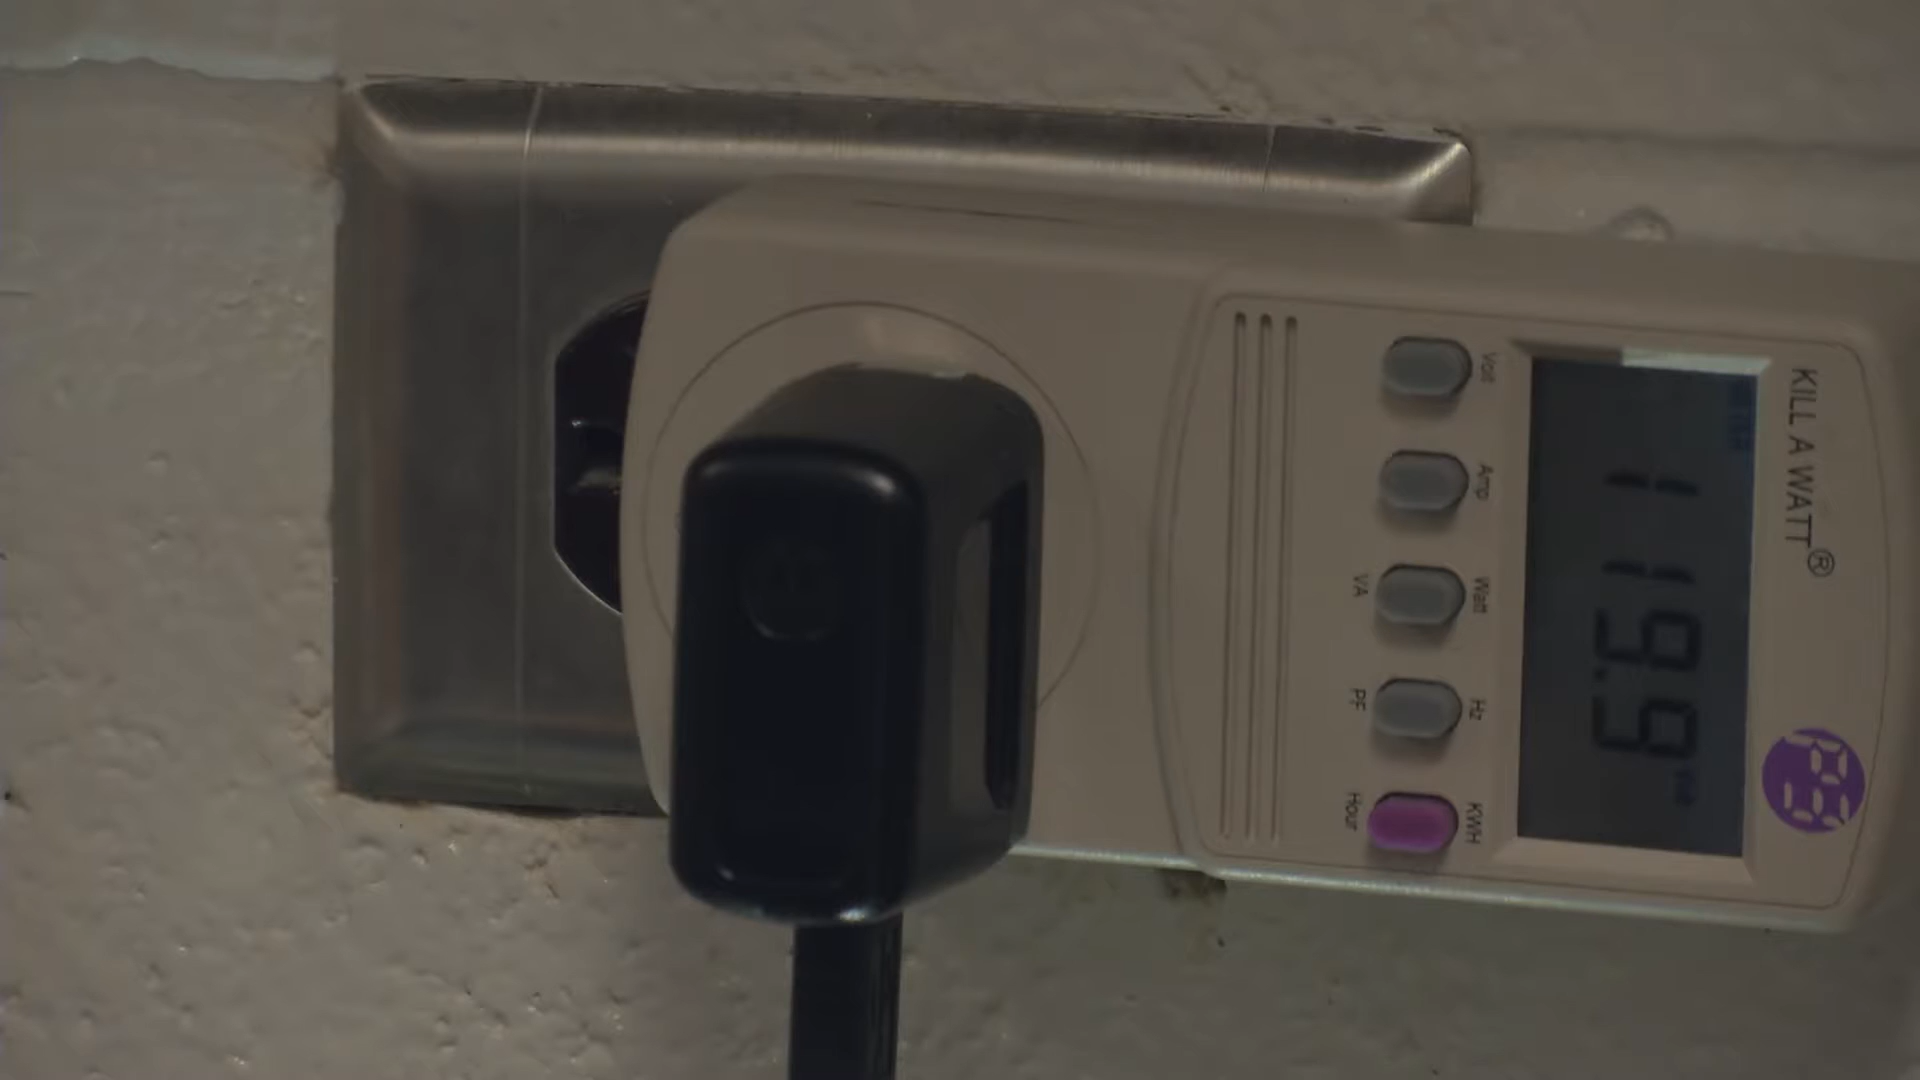 KILL A WATT®
119.9
Volt
Amp
Watt
Hz
KWH
VA
PF
Hour